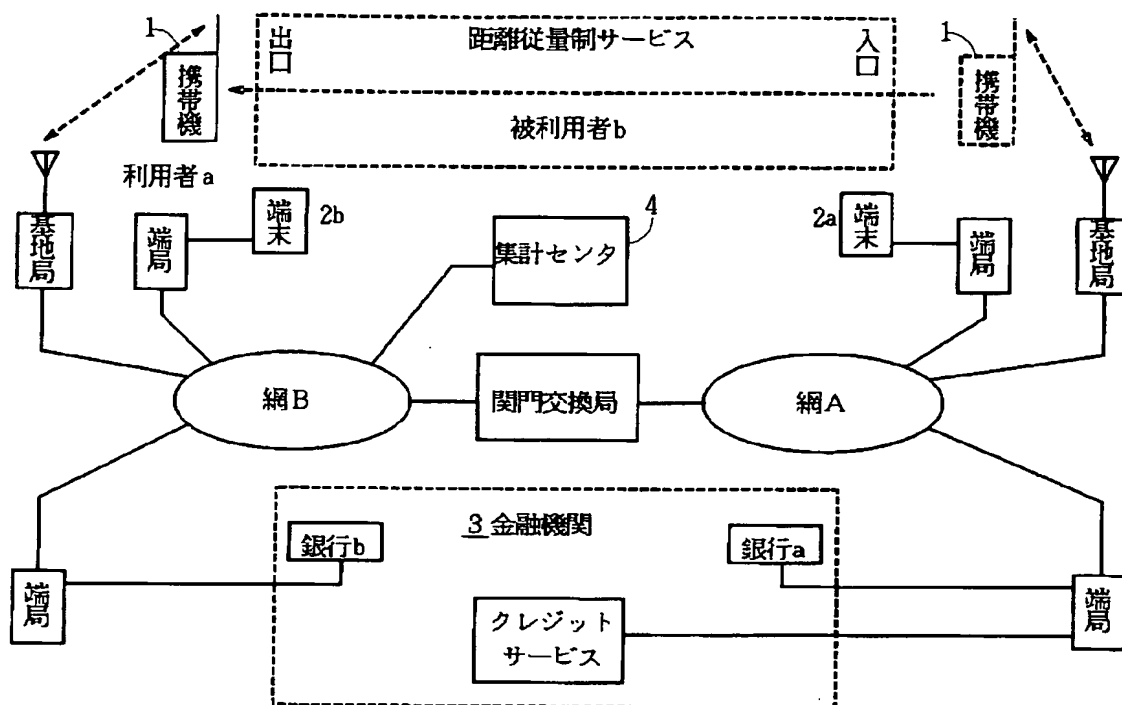 1
携帯機
出口
距離従量制サービス
入口
1
携帯機
被利用者b
利用者a
基地局
端局
端末
2b
集計センタ
4
2a
端末
端局
基地局
網B
関門交換局
網A
3 金融機関
銀行b
銀行a
端局
クレジット
サービス
端局